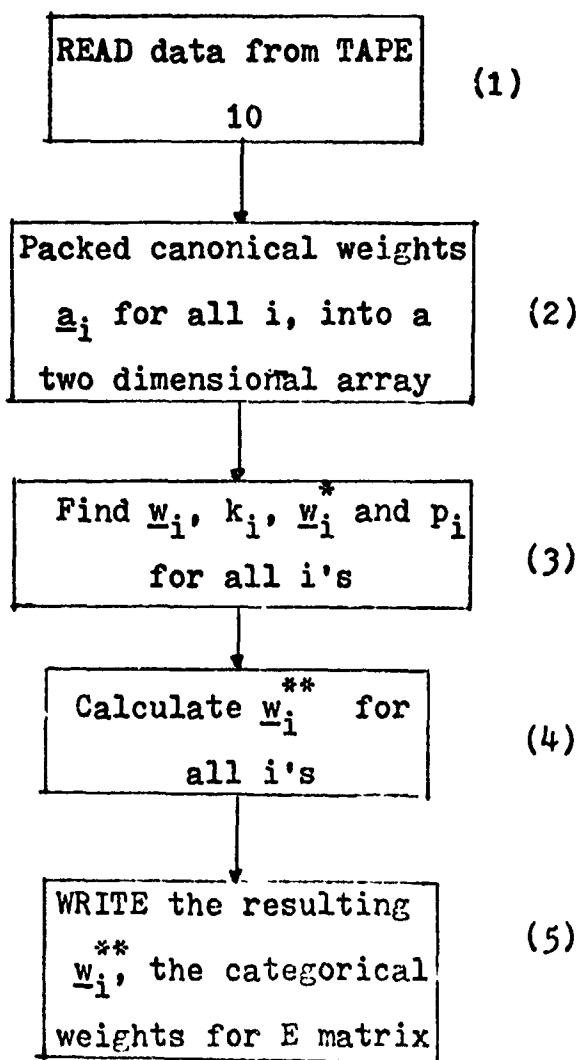 READ data from TAPE
10
(1)
Packed canonical weights
a_i for all i, into a
two dimensional array
(2)
Find w_i, k_i, w_i^* and p_i
for all i's
(3)
Calculate w_i^** for
all i's
(4)
WRITE the resulting
w_i^**, the categorical
weights for E matrix
(5)